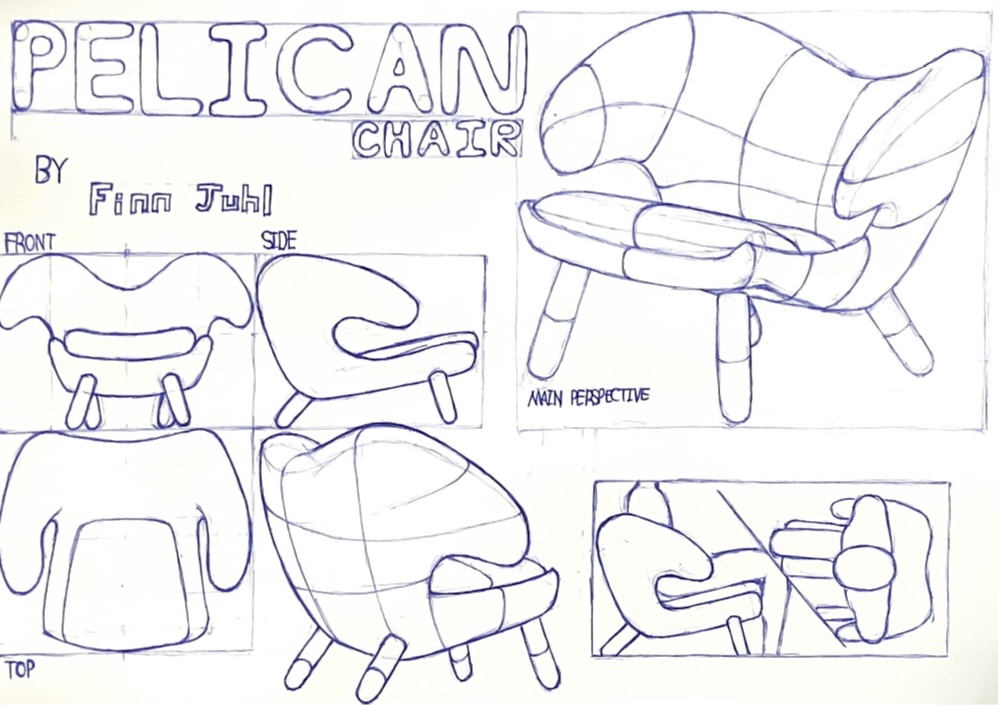 PELICAN
CHAIR
BY
Finn Juhl
FRONT
SIDE
MAIN PERSPECTIVE
TOP